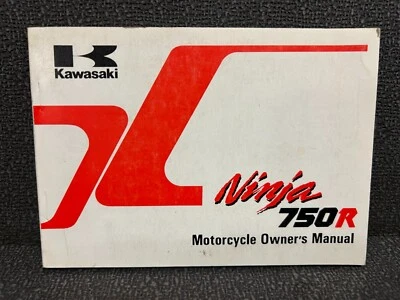 Kawasaki
Ninja
750R
Motorcycle Owner's Manual